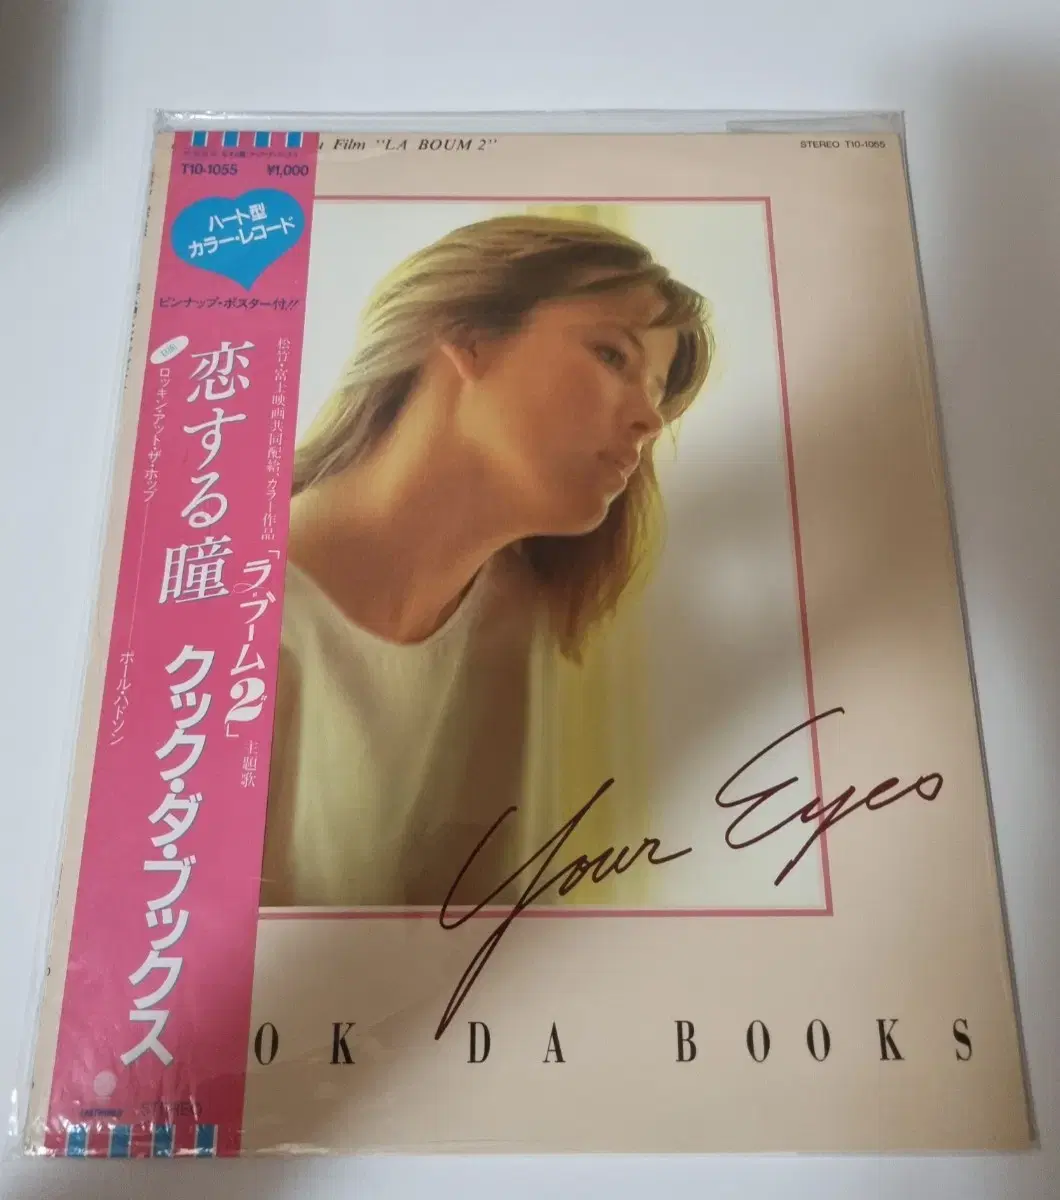 u Film "LA BOUM 2"
STEREO T10-1055
T10-1055 ¥1,000
ハート型
カラー・レコード
ピンナップ・ポスター付!!
松竹・富士映画共同配給、カラー作品
「ラ・ブーム2」
主題歌
恋する瞳
クック・ダ・ブックス
ロッキン・アット・ザ・ホップ
ポール・ハドソン
Your Eyes
OK DA BOOKS
EASTWORLD
STEREO